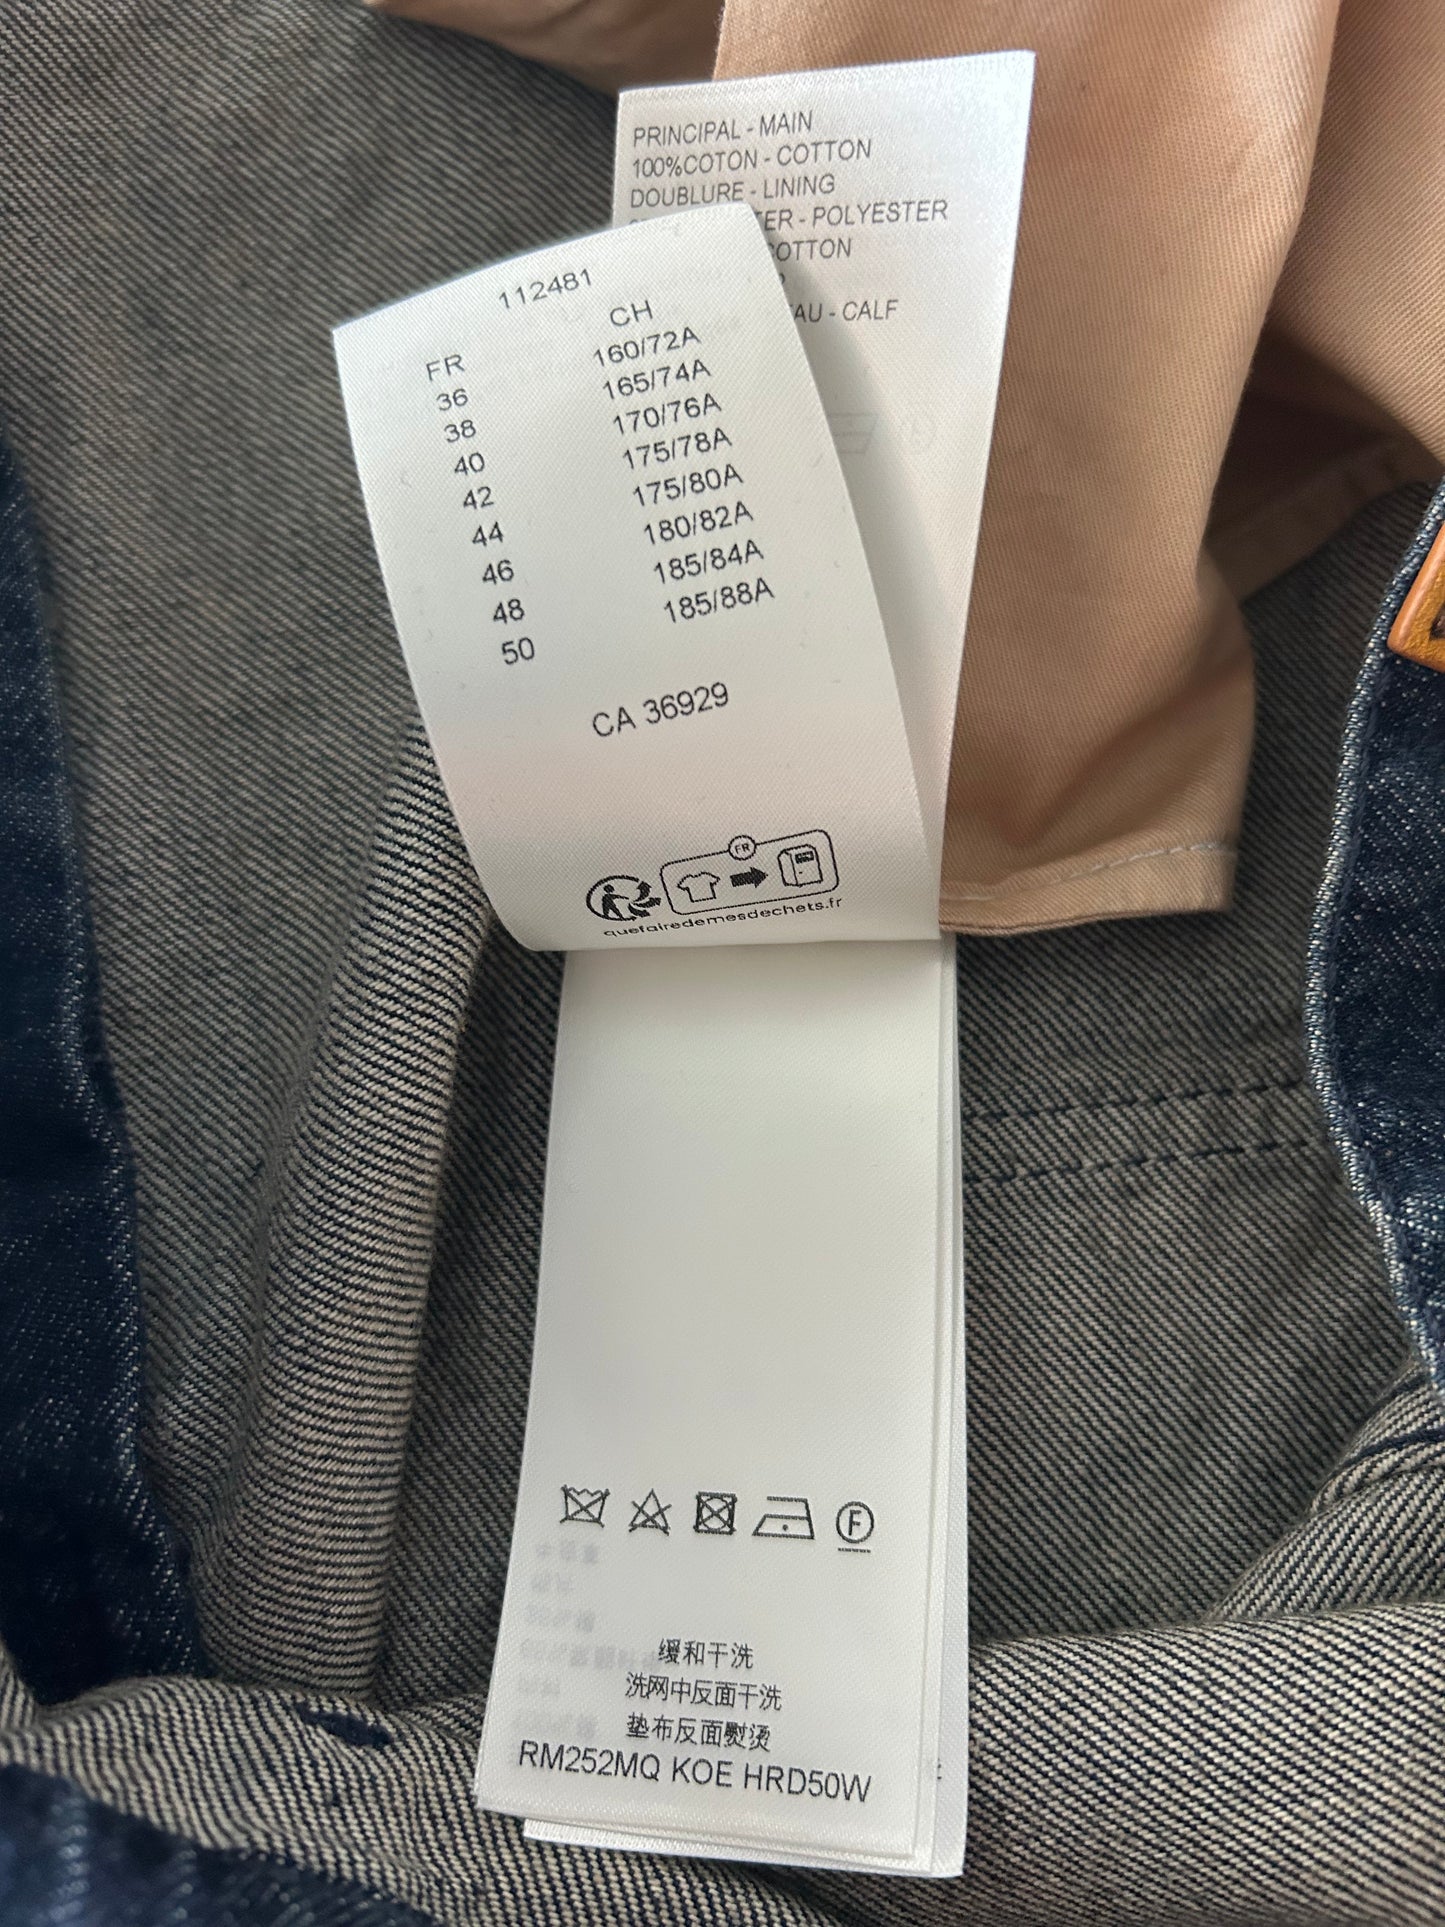 PRINCIPAL - MAIN
100%COTON - COTTON
DOUBLURE - LINING
- POLYESTER
CALF
112481
FR CH
36 160/72A
38 165/74A
40 170/76A
42 175/78A
44 175/80A
46 180/82A
48 185/84A
50 185/88A
CA 36929
FR
quefairedemesdechets.fr
F
缓和干洗
洗网中反面干洗
垫布反面熨烫
RM252MQ KOE HRD50W